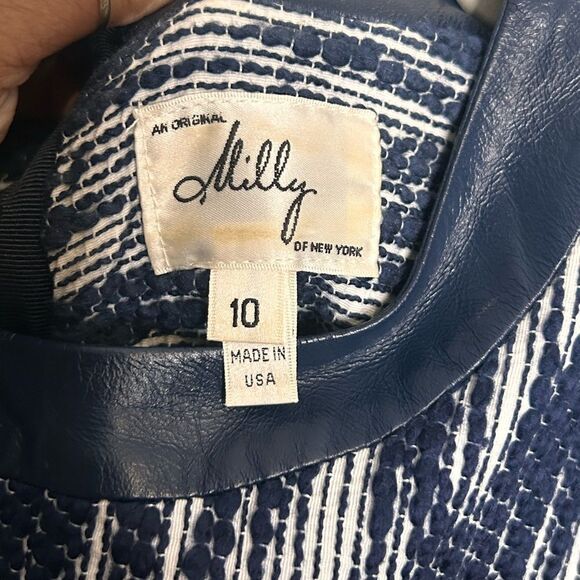 AN ORIGINAL
Milly
OF NEW YORK
10
MADE IN
USA